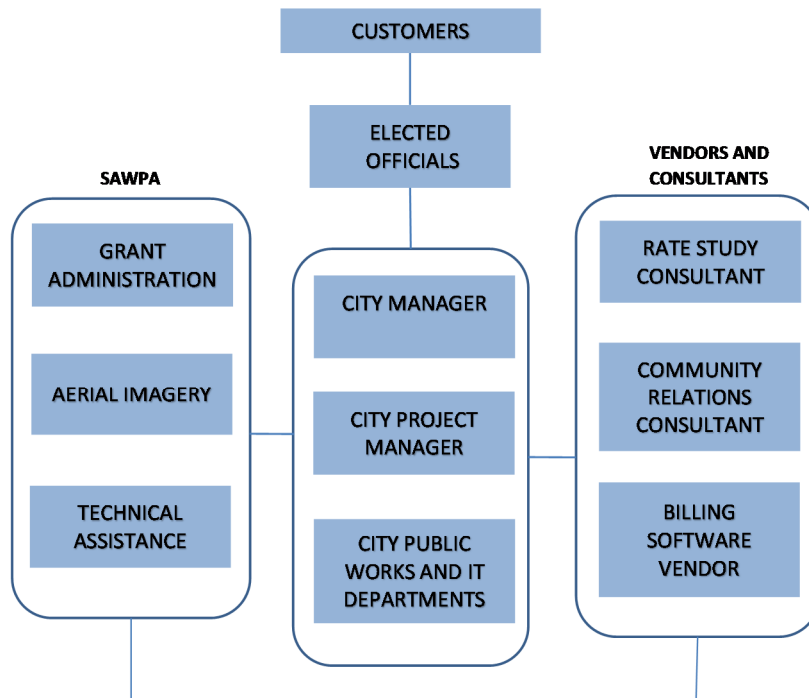 CUSTOMERS
ELECTED
OFFICIALS
SAWPA
GRANT
ADMINISTRATION
AERIAL IMAGERY
TECHNICAL
ASSISTANCE
CITY MANAGER
CITY PROJECT
MANAGER
CITY PUBLIC
WORKS AND IT
DEPARTMENTS
VENDORS AND
CONSULTANTS
RATE STUDY
CONSULTANT
COMMUNITY
RELATIONS
CONSULTANT
BILLING
SOFTWARE
VENDOR